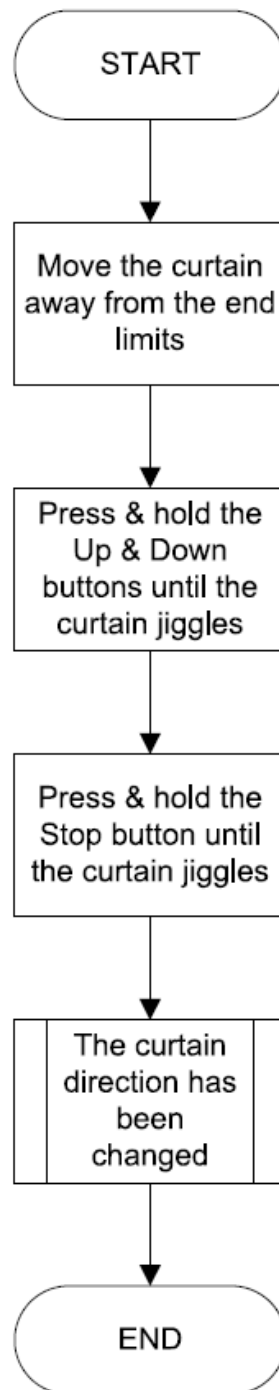 START
Move the curtain
away from the end
limits
Press & hold the
Up & Down
buttons until the
curtain jiggles
Press & hold the
Stop button until
the curtain jiggles
The curtain
direction has
been
changed
END